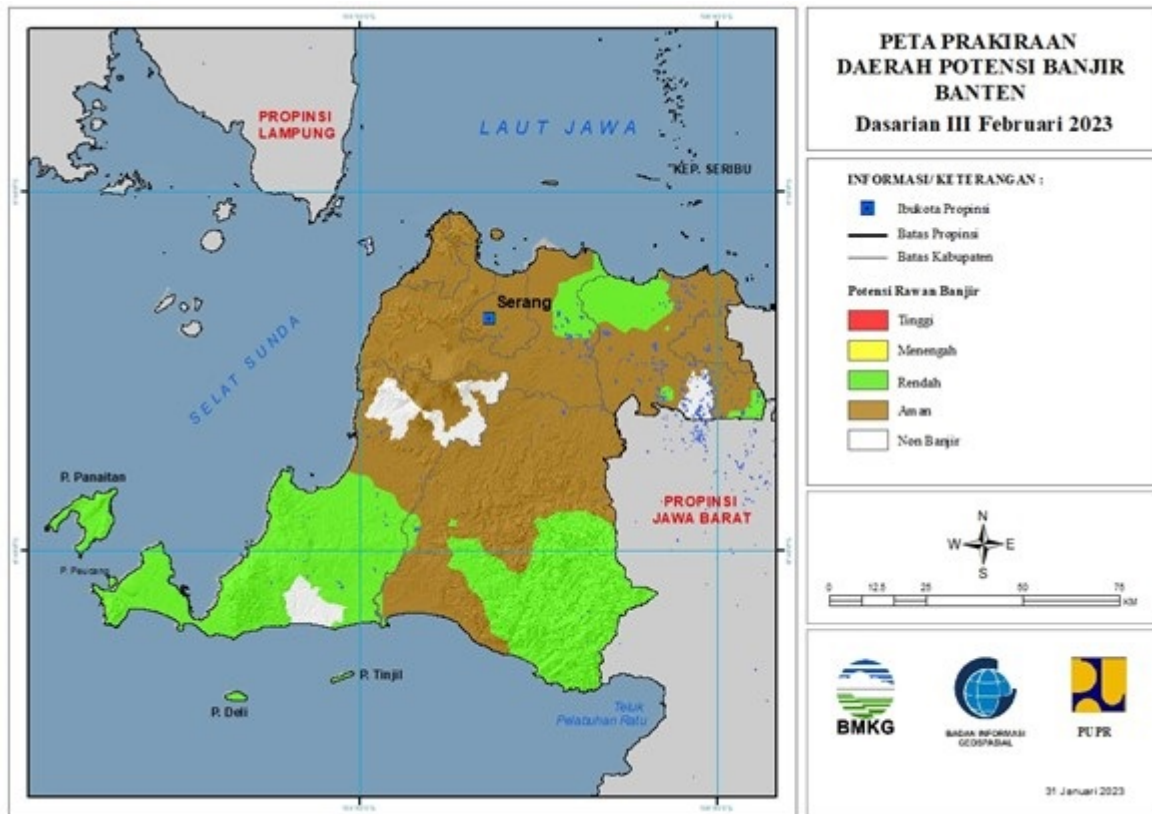 PETA PRAKIRAAN
DAERAH POTENSI BANJIR
BANTEN
Dasarian III Februari 2023
INFORMASI/ KETERANGAN :
Ibukota Propinsi
Batas Propinsi
Batas Kabupaten
Potensi Rawan Banjir
Tinggi
Menengah
Rendah
Aman
Non Banjir
N
W E
S
0 12.5 25 50 75
KM
BMKG
BADAN INFORMASI
GEOSPASIAL
PUPR
31 Januari 2023
PROPINSI
LAMPUNG
LAUT JAWA
KEP. SERIBU
Serang
SELAT SUNDA
P. Panaitan
PROPINSI
JAWA BARAT
P. Peucang
P. Tinjil
P. Deli
Teluk
Pelabuhan Ratu